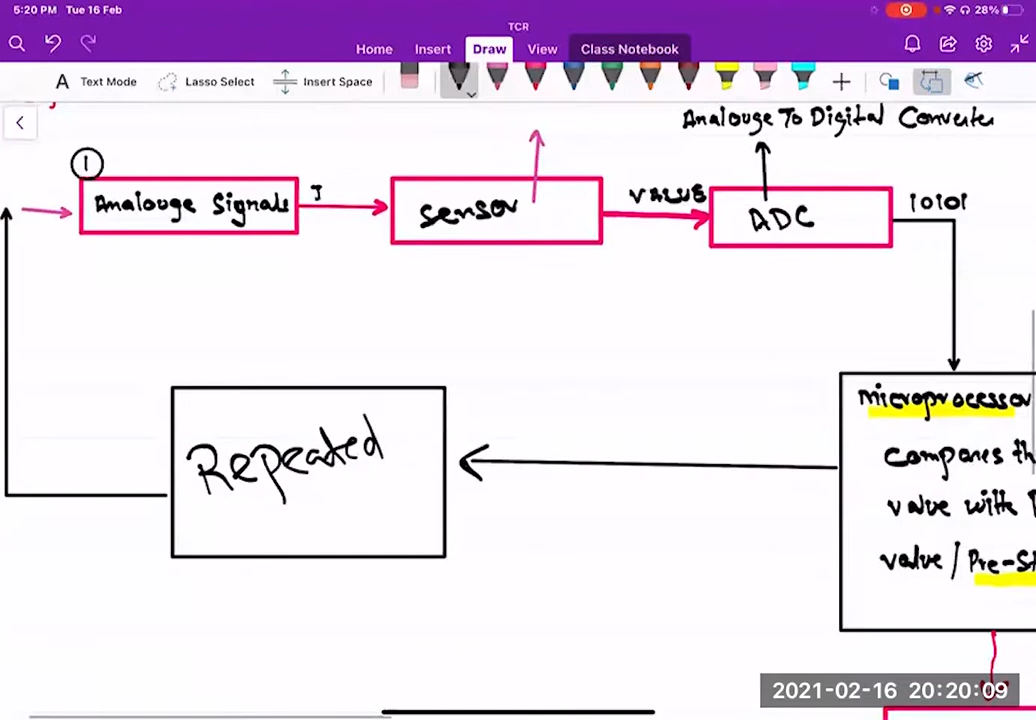 5:20 PM Tue 16 Feb
28%
TCR
Home Insert Draw View Class Notebook
A Text Mode Lasso Select Insert Space
Analouge To Digital Converter
1
Analouge Signals
Sensor
VALUE
ADC
10101
Repeated
microprocessor
compares th
value with
value / Pre-St
2021-02-16 20:20:09